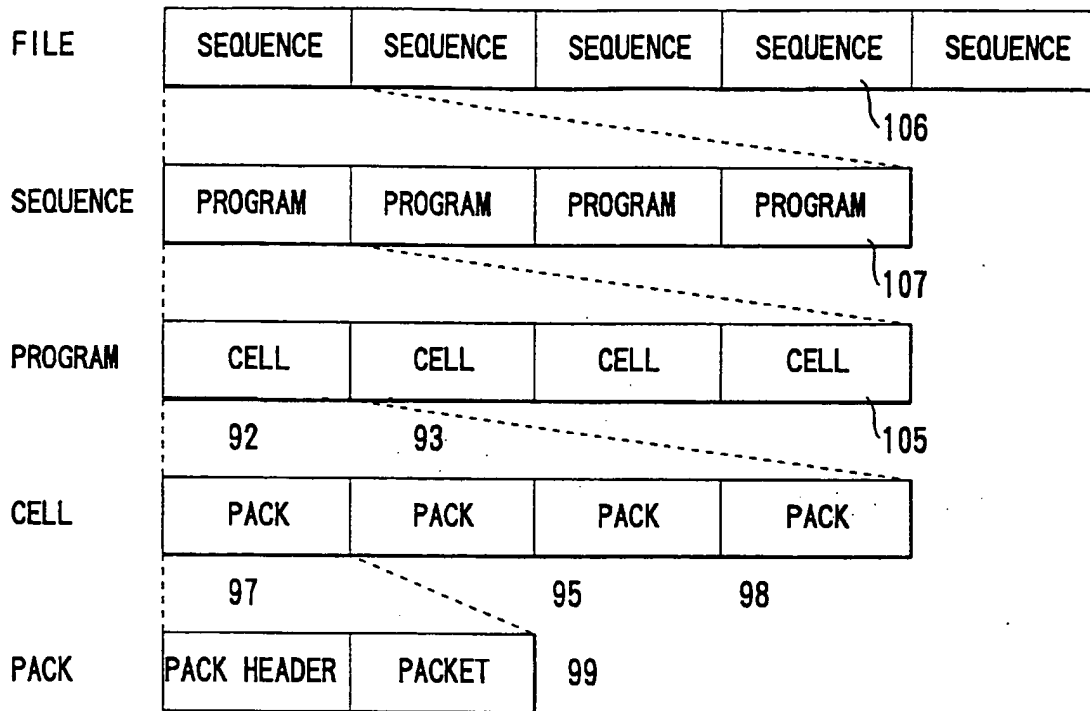 FILE SEQUENCE SEQUENCE SEQUENCE SEQUENCE SEQUENCE
106
SEQUENCE PROGRAM PROGRAM PROGRAM PROGRAM
107
PROGRAM CELL CELL CELL CELL
92 93 105
CELL PACK PACK PACK PACK
97 95 98
PACK PACK HEADER PACKET 99